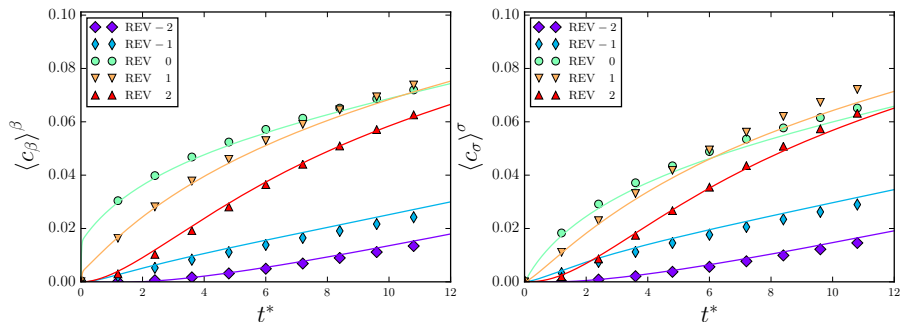 0.10
0.08
0.06
0.04
0.02
0.00
⟨c_β⟩^β
REV − 2
REV − 1
REV 0
REV 1
REV 2
0 2 4 6 8 10 12
t*
0.10
0.08
0.06
0.04
0.02
0.00
⟨c_σ⟩^σ
REV − 2
REV − 1
REV 0
REV 1
REV 2
0 2 4 6 8 10 12
t*